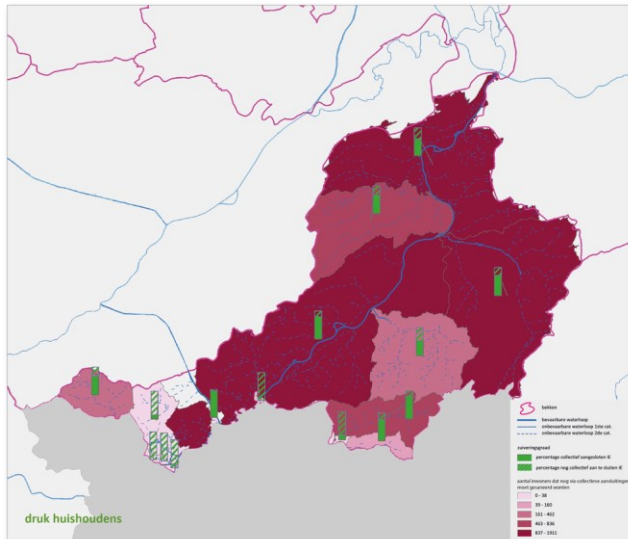 bekken
bevaarbare waterloop
onbevaarbare waterloop 1ste cat.
onbevaarbare waterloop 2de cat.
zuiveringsgraad
percentage collectief aangesloten IE
percentage nog collectief aan te sluiten IE
aantal inwoners dat nog via collectieve aansluitingen
moet gesaneerd worden
0 - 38
39 - 160
161 - 462
463 - 836
837 - 1911
druk huishoudens